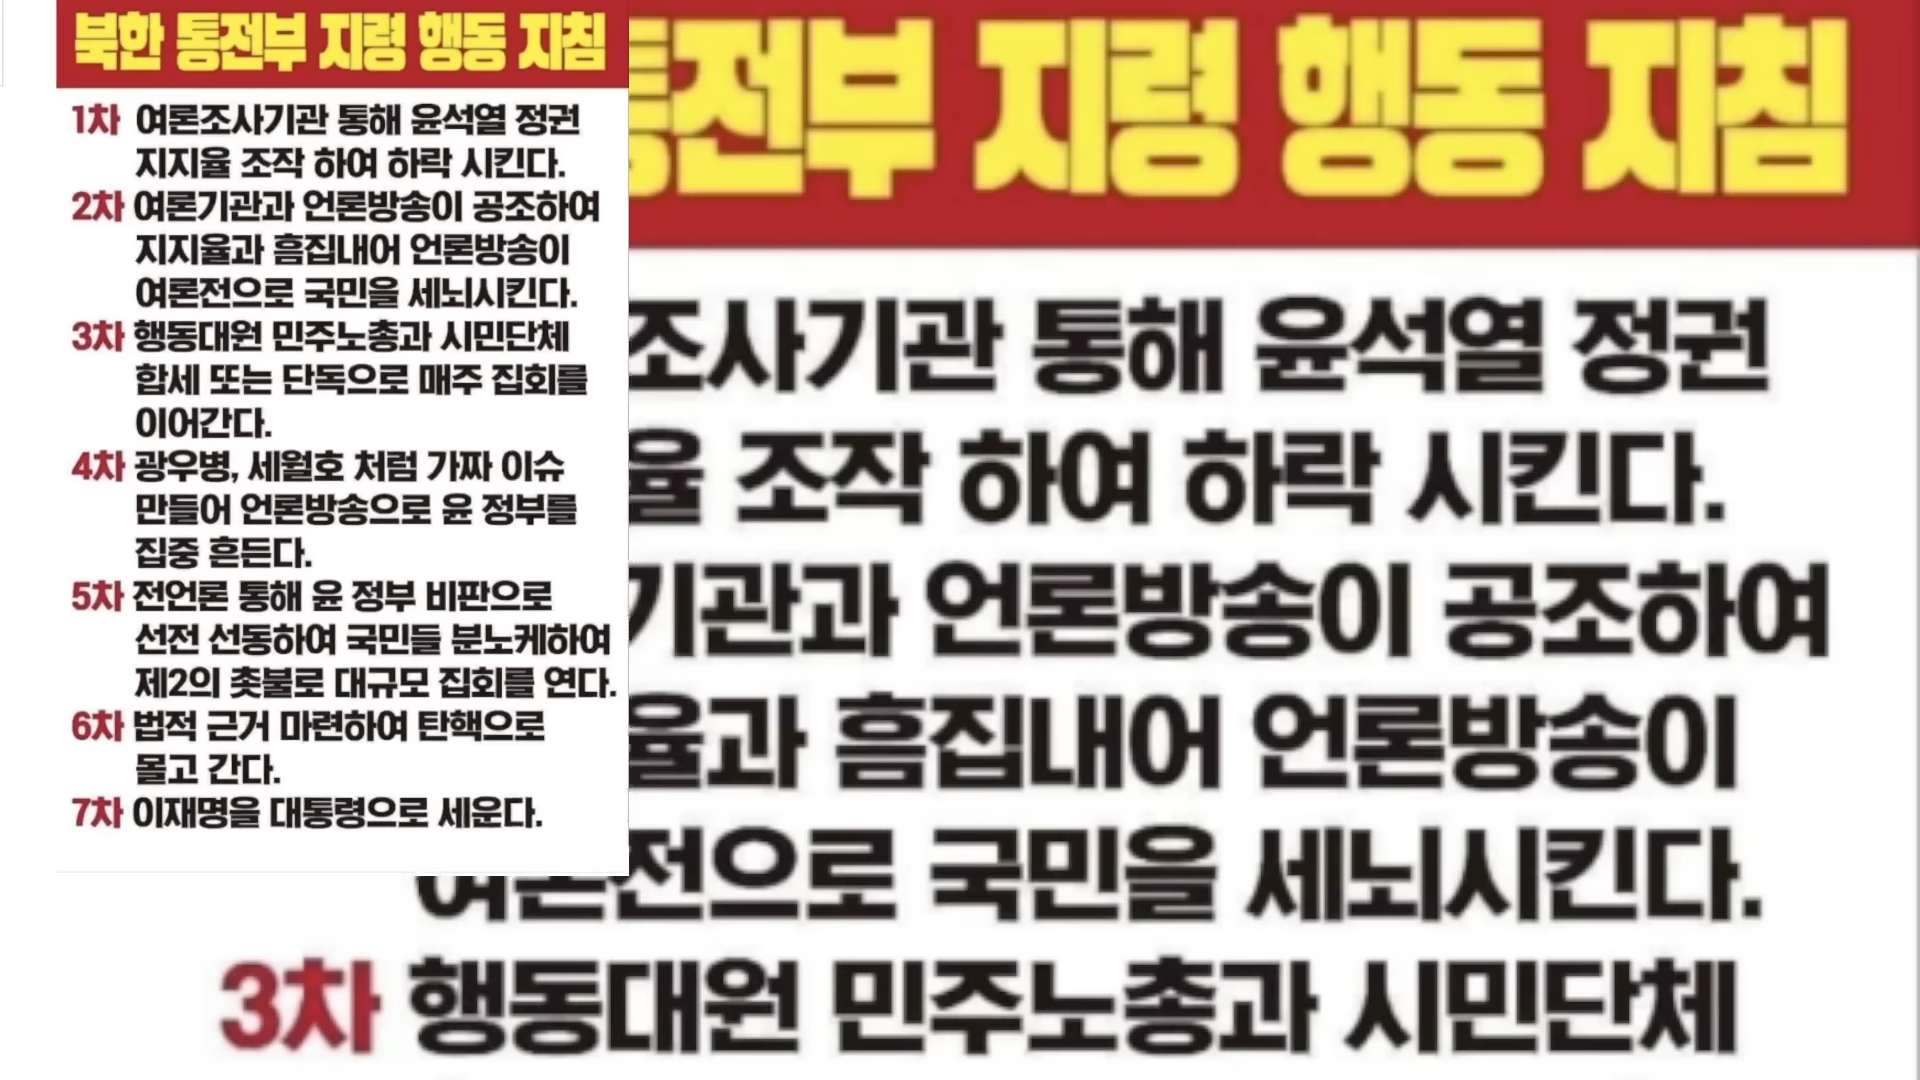 북한 통전부 지령 행동 지침
1차 여론조사기관 통해 윤석열 정권
지지율 조작 하여 하락 시킨다.
2차 여론기관과 언론방송이 공조하여
지지율과 흠집내어 언론방송이
여론전으로 국민을 세뇌시킨다.
3차 행동대원 민주노총과 시민단체
합세 또는 단독으로 매주 집회를
이어간다.
4차 광우병, 세월호 처럼 가짜 이슈
만들어 언론방송으로 윤 정부를
집중 흔든다.
5차 전언론 통해 윤 정부 비판으로
선전 선동하여 국민들 분노케하여
제2의 촛불로 대규모 집회를 연다.
6차 법적 근거 마련하여 탄핵으로
몰고 간다.
7차 이재명을 대통령으로 세운다.
통전부 지령 행동 지침
조사기관 통해 윤석열 정권
율 조작 하여 하락 시킨다.
기관과 언론방송이 공조하여
율과 흠집내어 언론방송이
여론전으로 국민을 세뇌시킨다.
3차 행동대원 민주노총과 시민단체